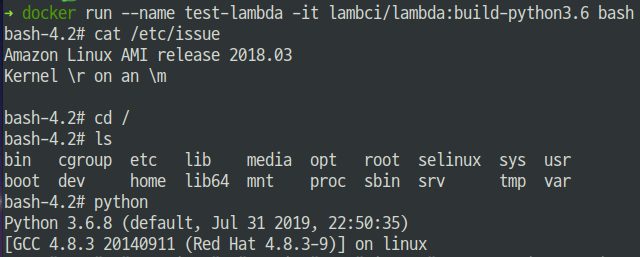 → docker run --name test-lambda -it lambci/lambda:build-python3.6 bash
bash-4.2# cat /etc/issue
Amazon Linux AMI release 2018.03
Kernel \r on an \m
bash-4.2# cd /
bash-4.2# ls
bin cgroup etc lib media opt root selinux sys usr
boot dev home lib64 mnt proc sbin srv tmp var
bash-4.2# python
Python 3.6.8 (default, Jul 31 2019, 22:50:35)
[GCC 4.8.3 20140911 (Red Hat 4.8.3-9)] on linux